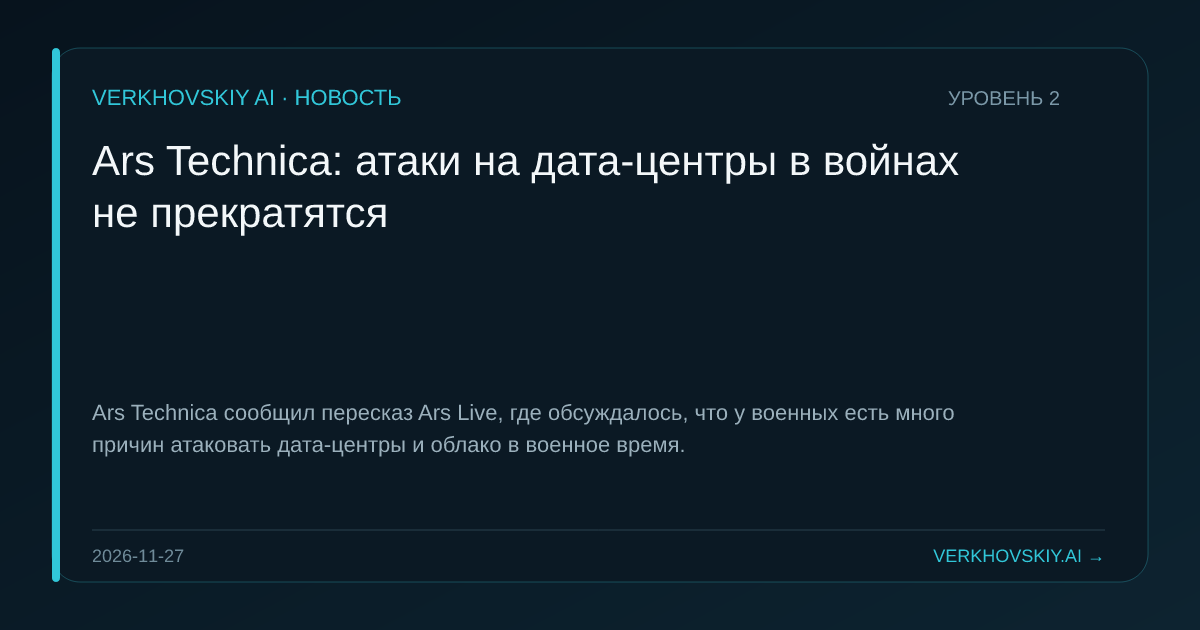 VERKHOVSKIY AI · НОВОСТЬ
УРОВЕНЬ 2
Ars Technica: атаки на дата-центры в войнах
не прекратятся
Ars Technica сообщил пересказ Ars Live, где обсуждалось, что у военных есть много
причин атаковать дата-центры и облако в военное время.
2026-11-27
VERKHOVSKIY.AI →